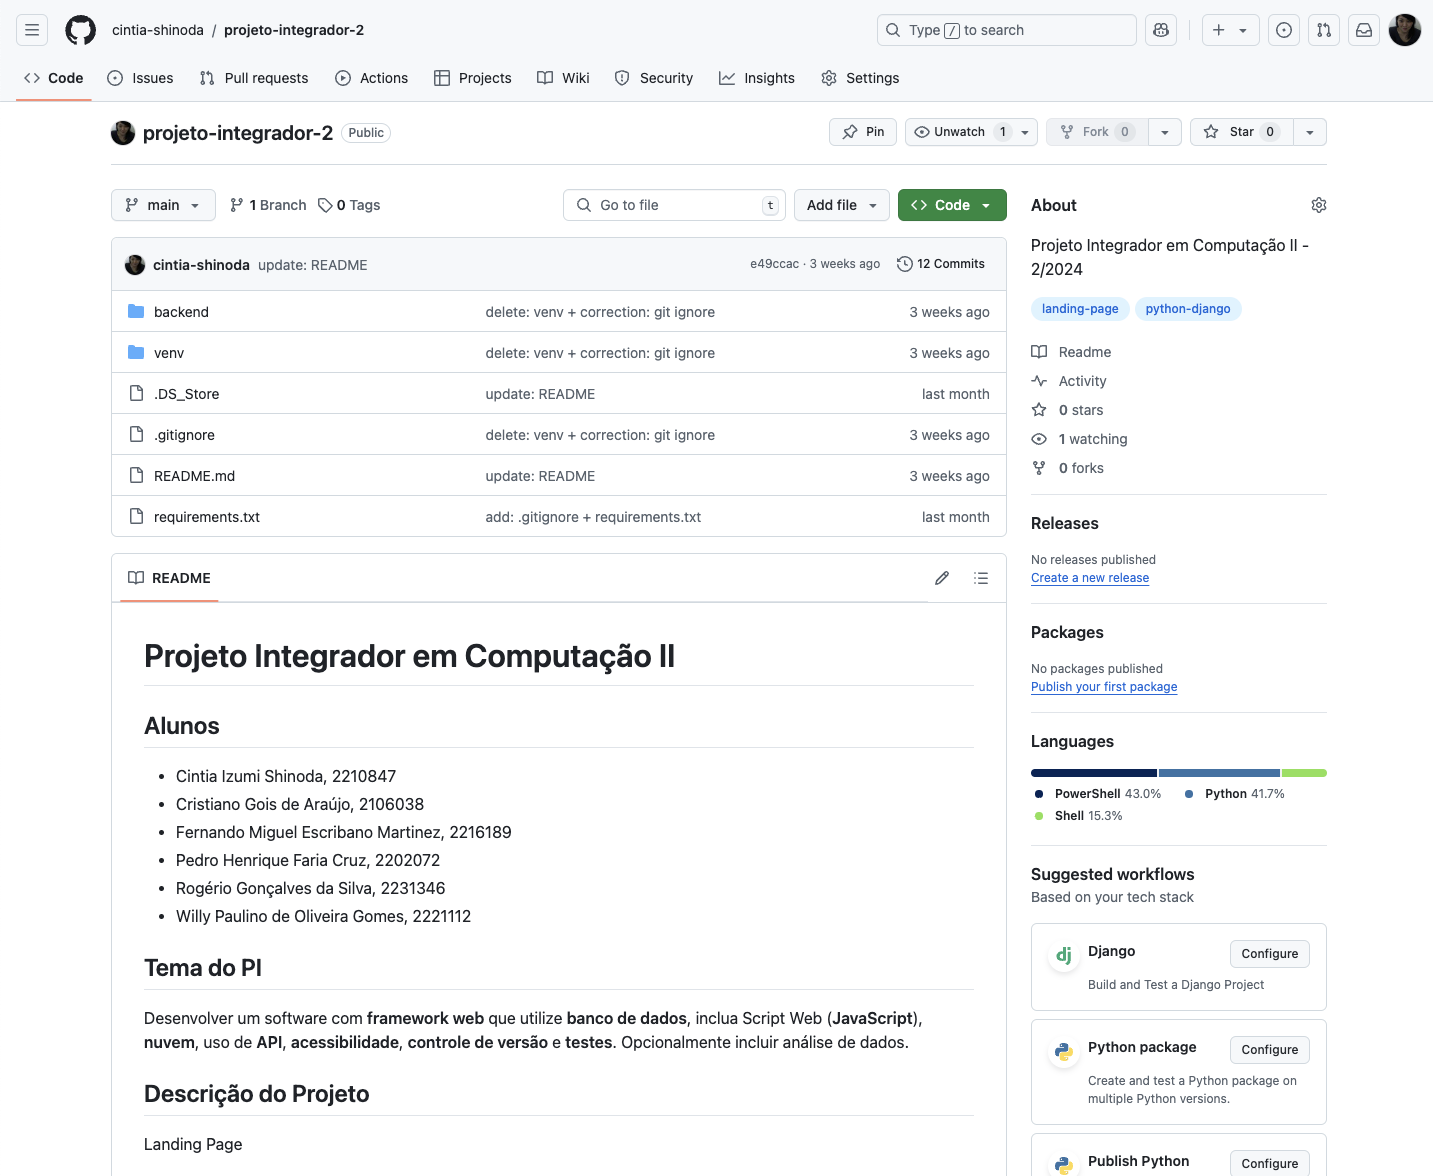 cintia-shinoda / projeto-integrador-2
Type / to search
Code
Issues
Pull requests
Actions
Projects
Wiki
Security
Insights
Settings
projeto-integrador-2 Public
Pin
Unwatch 1
Fork 0
Star 0
main
1 Branch
0 Tags
Go to file t
Add file
Code
cintia-shinoda update: README e49ccac · 3 weeks ago 12 Commits
backend delete: venv + correction: git ignore 3 weeks ago
venv delete: venv + correction: git ignore 3 weeks ago
.DS_Store update: README last month
.gitignore delete: venv + correction: git ignore 3 weeks ago
README.md update: README 3 weeks ago
requirements.txt add: .gitignore + requirements.txt last month
README
Projeto Integrador em Computação II
Alunos
Cintia Izumi Shinoda, 2210847
Cristiano Gois de Araújo, 2106038
Fernando Miguel Escribano Martinez, 2216189
Pedro Henrique Faria Cruz, 2202072
Rogério Gonçalves da Silva, 2231346
Willy Paulino de Oliveira Gomes, 2221112
Tema do PI
Desenvolver um software com framework web que utilize banco de dados, inclua Script Web (JavaScript),
nuvem, uso de API, acessibilidade, controle de versão e testes. Opcionalmente incluir análise de dados.
Descrição do Projeto
Landing Page
About
Projeto Integrador em Computação II -
2/2024
landing-page python-django
Readme
Activity
0 stars
1 watching
0 forks
Releases
No releases published
Create a new release
Packages
No packages published
Publish your first package
Languages
PowerShell 43.0% Python 41.7%
Shell 15.3%
Suggested workflows
Based on your tech stack
dj
Django
Configure
Build and Test a Django Project
Python package
Configure
Create and test a Python package on
multiple Python versions.
Publish Python
Configure